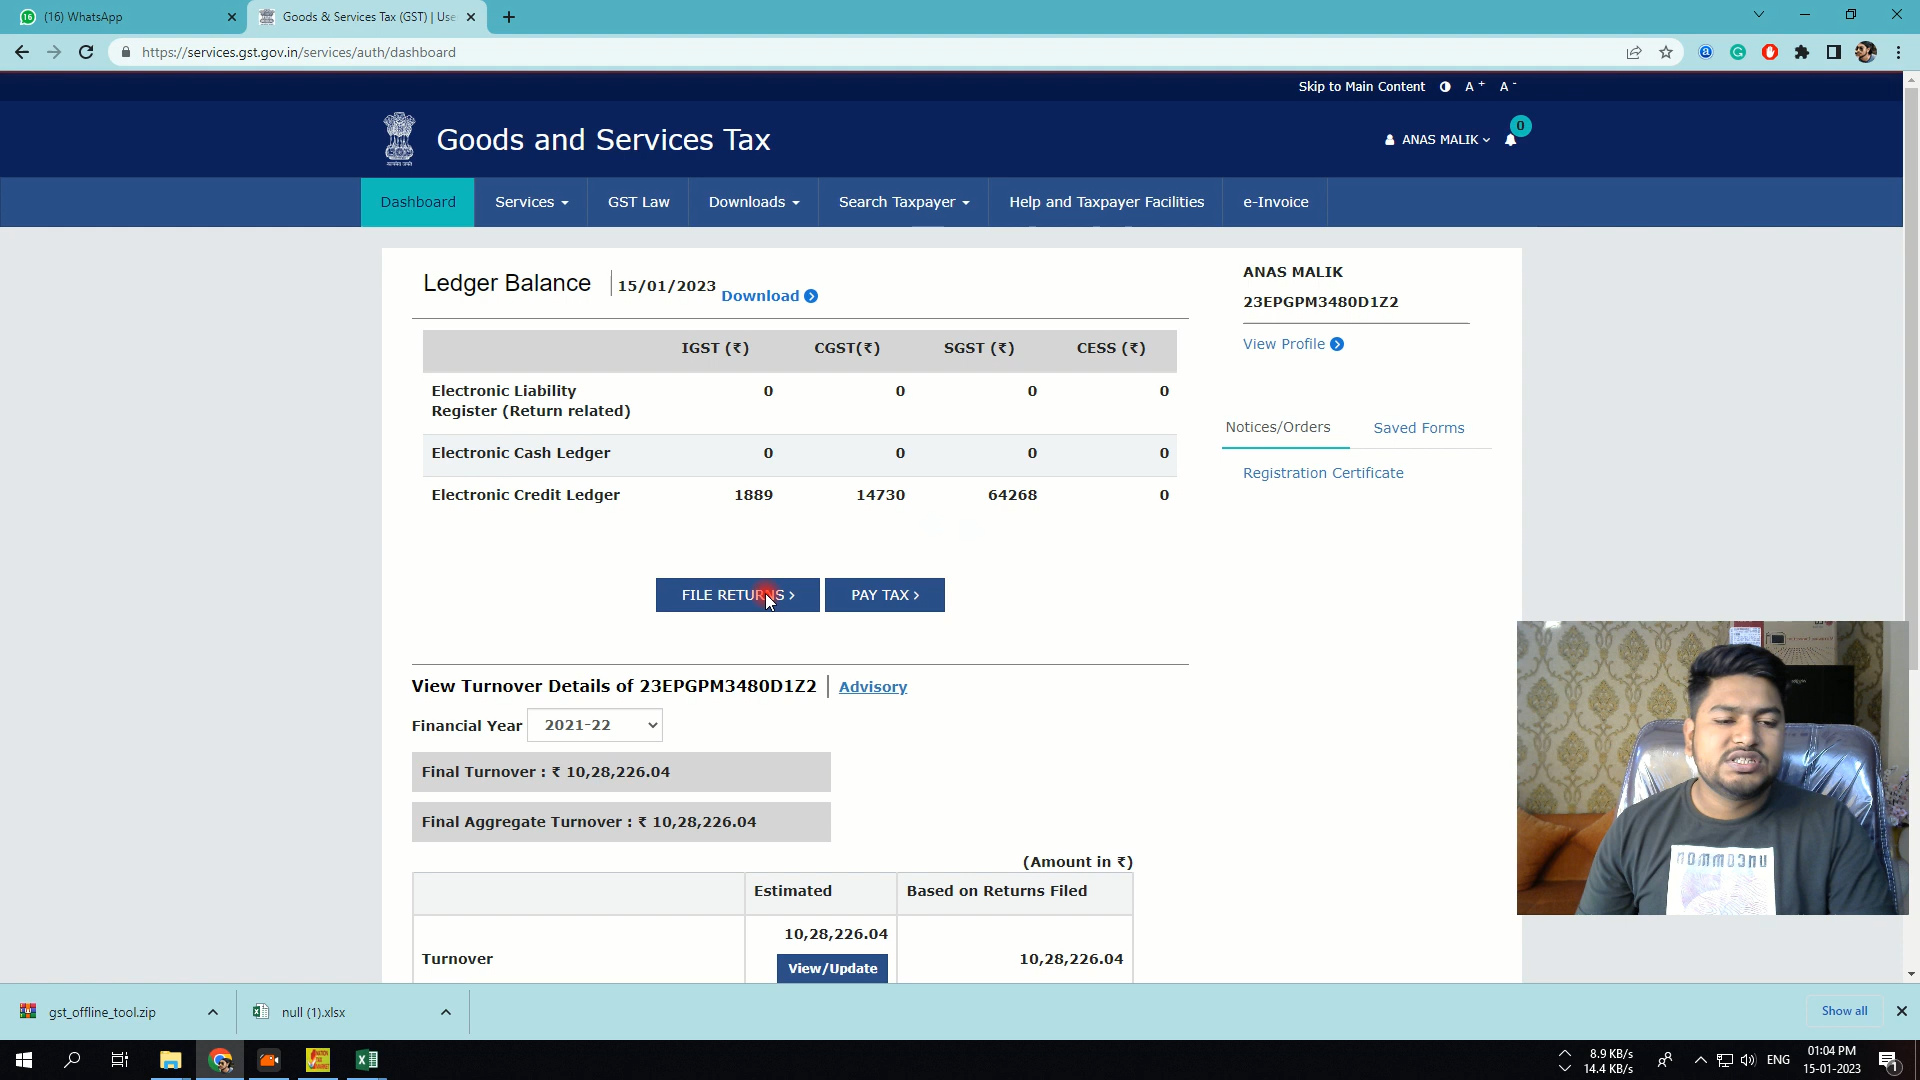 (16) WhatsApp
Goods & Services Tax (GST) | Use
https://services.gst.gov.in/services/auth/dashboard
Skip to Main Content A+ A-
Goods and Services Tax
ANAS MALIK
0
Dashboard Services GST Law Downloads Search Taxpayer Help and Taxpayer Facilities e-Invoice
Ledger Balance 15/01/2023 Download
IGST (₹) CGST(₹) SGST (₹) CESS (₹)
Electronic Liability
Register (Return related) 0 0 0 0
Electronic Cash Ledger 0 0 0 0
Electronic Credit Ledger 1889 14730 64268 0
FILE RETURNS > PAY TAX >
View Turnover Details of 23EPGPM3480D1Z2 | Advisory
Financial Year 2021-22
Final Turnover : ₹ 10,28,226.04
Final Aggregate Turnover : ₹ 10,28,226.04
(Amount in ₹)
Estimated Based on Returns Filed
Turnover 10,28,226.04 10,28,226.04
View/Update
ANAS MALIK
23EPGPM3480D1Z2
View Profile
Notices/Orders Saved Forms
Registration Certificate
uncommon
gst_offline_tool.zip
null (1).xlsx
Show all
8.9 KB/s
14.4 KB/s
ENG
01:04 PM
15-01-2023
1